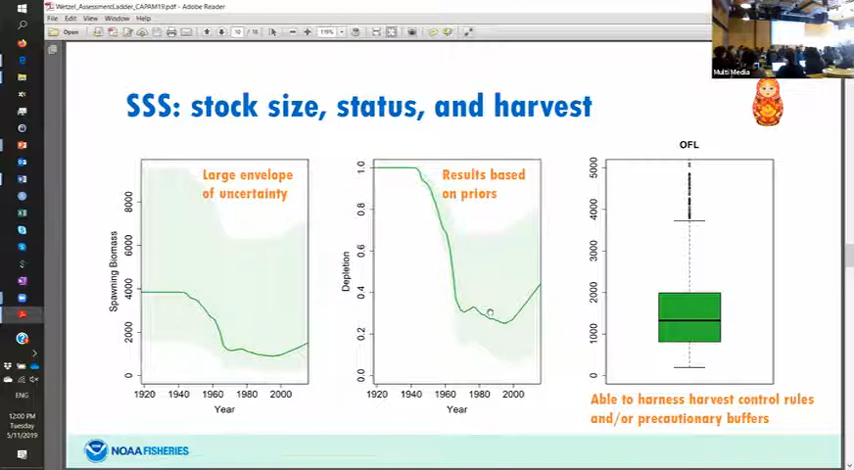 Wetzel_AssessmentLadder_CAPAM19.pdf - Adobe Reader
File Edit View Window Help
Open
10 / 16
119%
Multi Media
SSS: stock size, status, and harvest
Large envelope
of uncertainty
Spawning Biomass
8000
6000
4000
2000
0
1920 1940 1960 1980 2000
Year
Results based
on priors
Depletion
1.0
0.8
0.6
0.4
0.2
0.0
1920 1940 1960 1980 2000
Year
OFL
5000
4000
3000
2000
1000
0
Able to harness harvest control rules
and/or precautionary buffers
NOAA FISHERIES
ENG
12:00 PM
Tuesday
5/11/2019